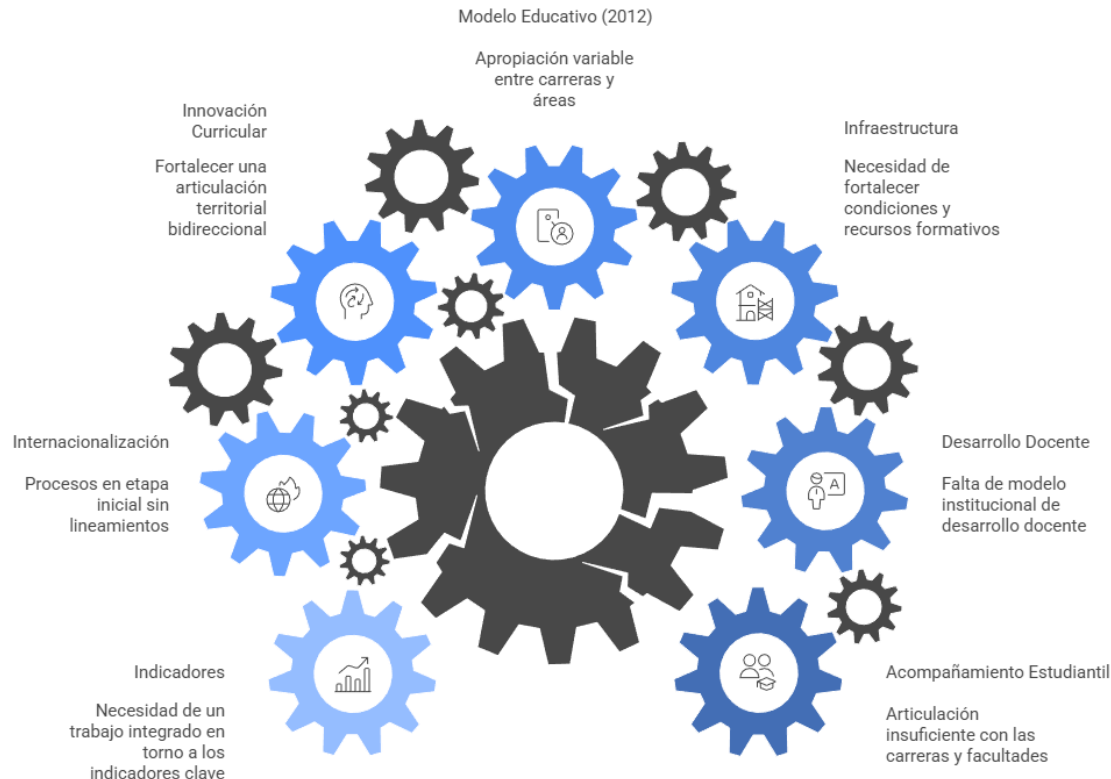 Modelo Educativo (2012)
Apropiación variable
entre carreras y
áreas
Innovación
Curricular
Fortalecer una
articulación
territorial
bidireccional
Infraestructura
Necesidad de
fortalecer
condiciones y
recursos formativos
Internacionalización
Procesos en etapa
inicial sin
lineamientos
Desarrollo Docente
Falta de modelo
institucional de
desarrollo docente
A
Indicadores
Necesidad de un
trabajo integrado en
torno a los
indicadores clave
Acompañamiento Estudiantil
Articulación
insuficiente con las
carreras y facultades